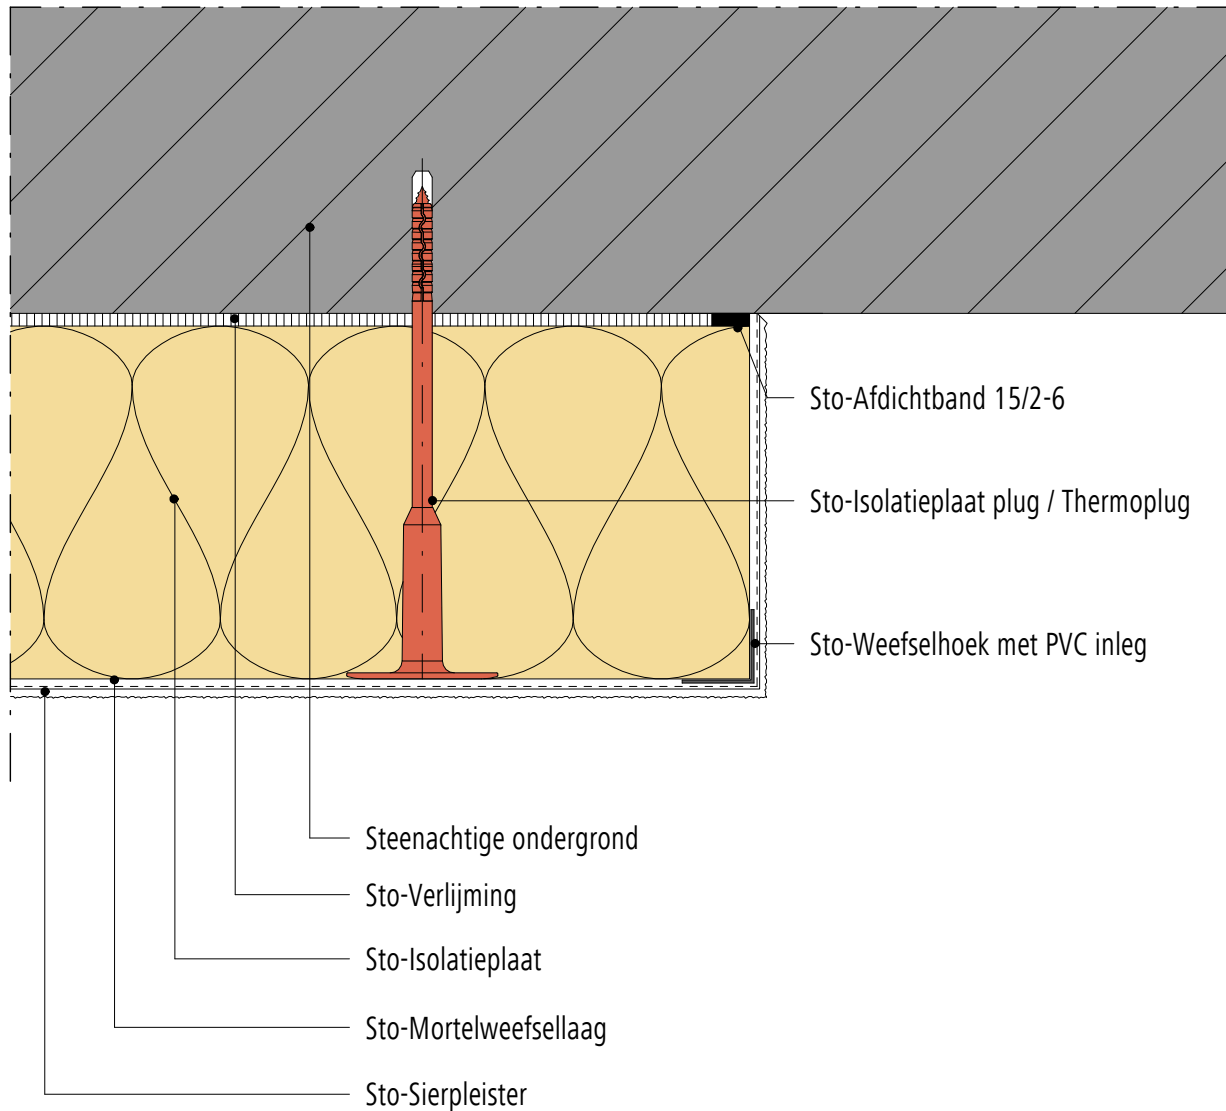 Sto-Afdichtband 15/2-6
Sto-Isolatieplaat plug / Thermoplug
Sto-Weefselhoek met PVC inleg
Steenachtige ondergrond
Sto-Verlijming
Sto-Isolatieplaat
Sto-Mortelweefsellaag
Sto-Sierpleister